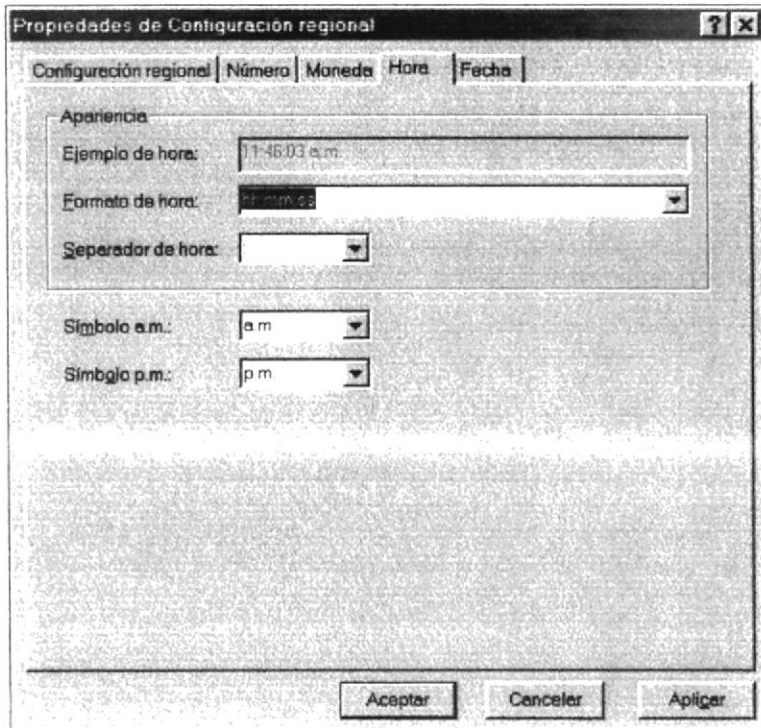 Propiedades de Configuración regional
Configuración regional Número Moneda Hora Fecha
Apariencia
Ejemplo de hora: 11:46:03 a.m.
Formato de hora: hh:mm:ss
Separador de hora:
Símbolo a.m.: a.m.
Símbolo p.m.: p.m.
Aceptar Cancelar Aplicar